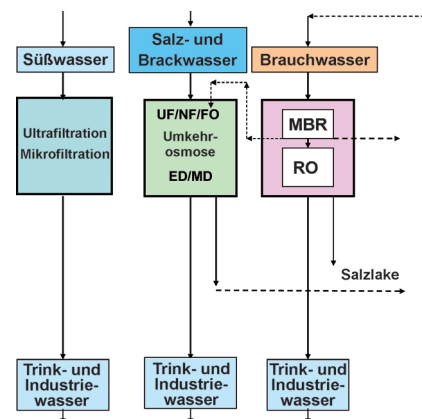 Süßwasser
Salz- und
Brackwasser
Brauchwasser
Ultrafiltration
Mikrofiltration
UF/NF/FO
Umkehr-
osmose
ED/MD
MBR
RO
Salzlake
Trink- und
Industrie-
wasser
Trink- und
Industrie-
wasser
Trink- und
Industrie-
wasser